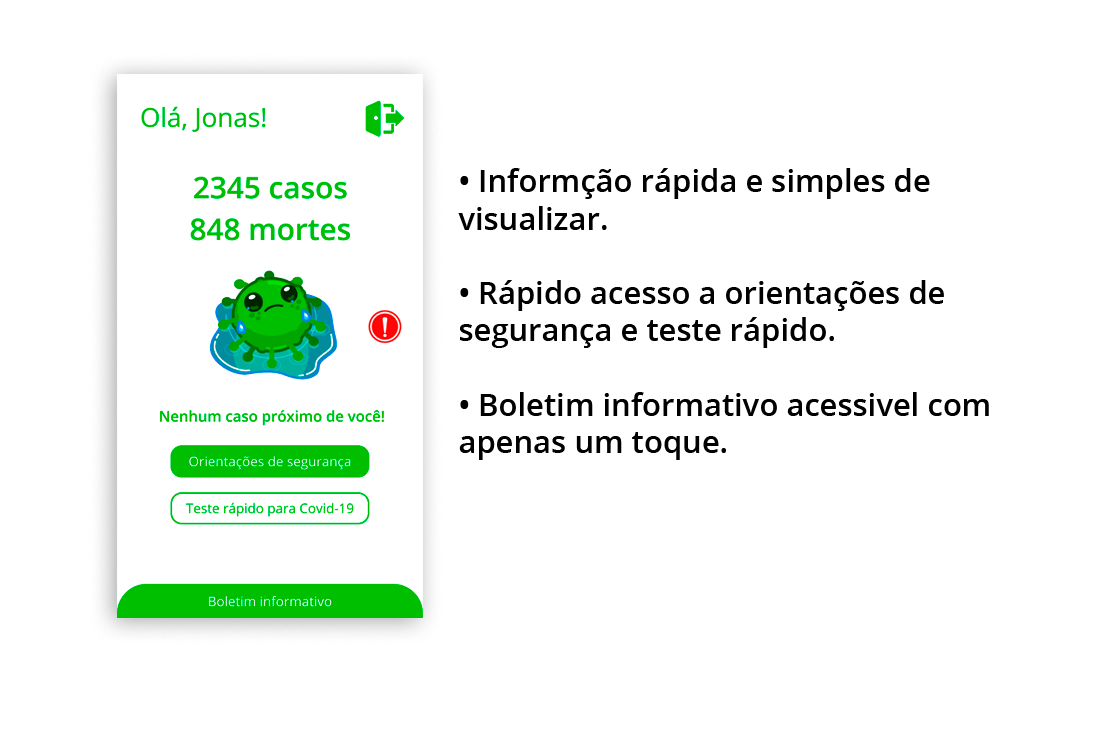 Olá, Jonas!
2345 casos
848 mortes
Nenhum caso próximo de você!
Orientações de segurança
Teste rápido para Covid-19
Boletim informativo
• Informção rápida e simples de
visualizar.
• Rápido acesso a orientações de
segurança e teste rápido.
• Boletim informativo acessivel com
apenas um toque.